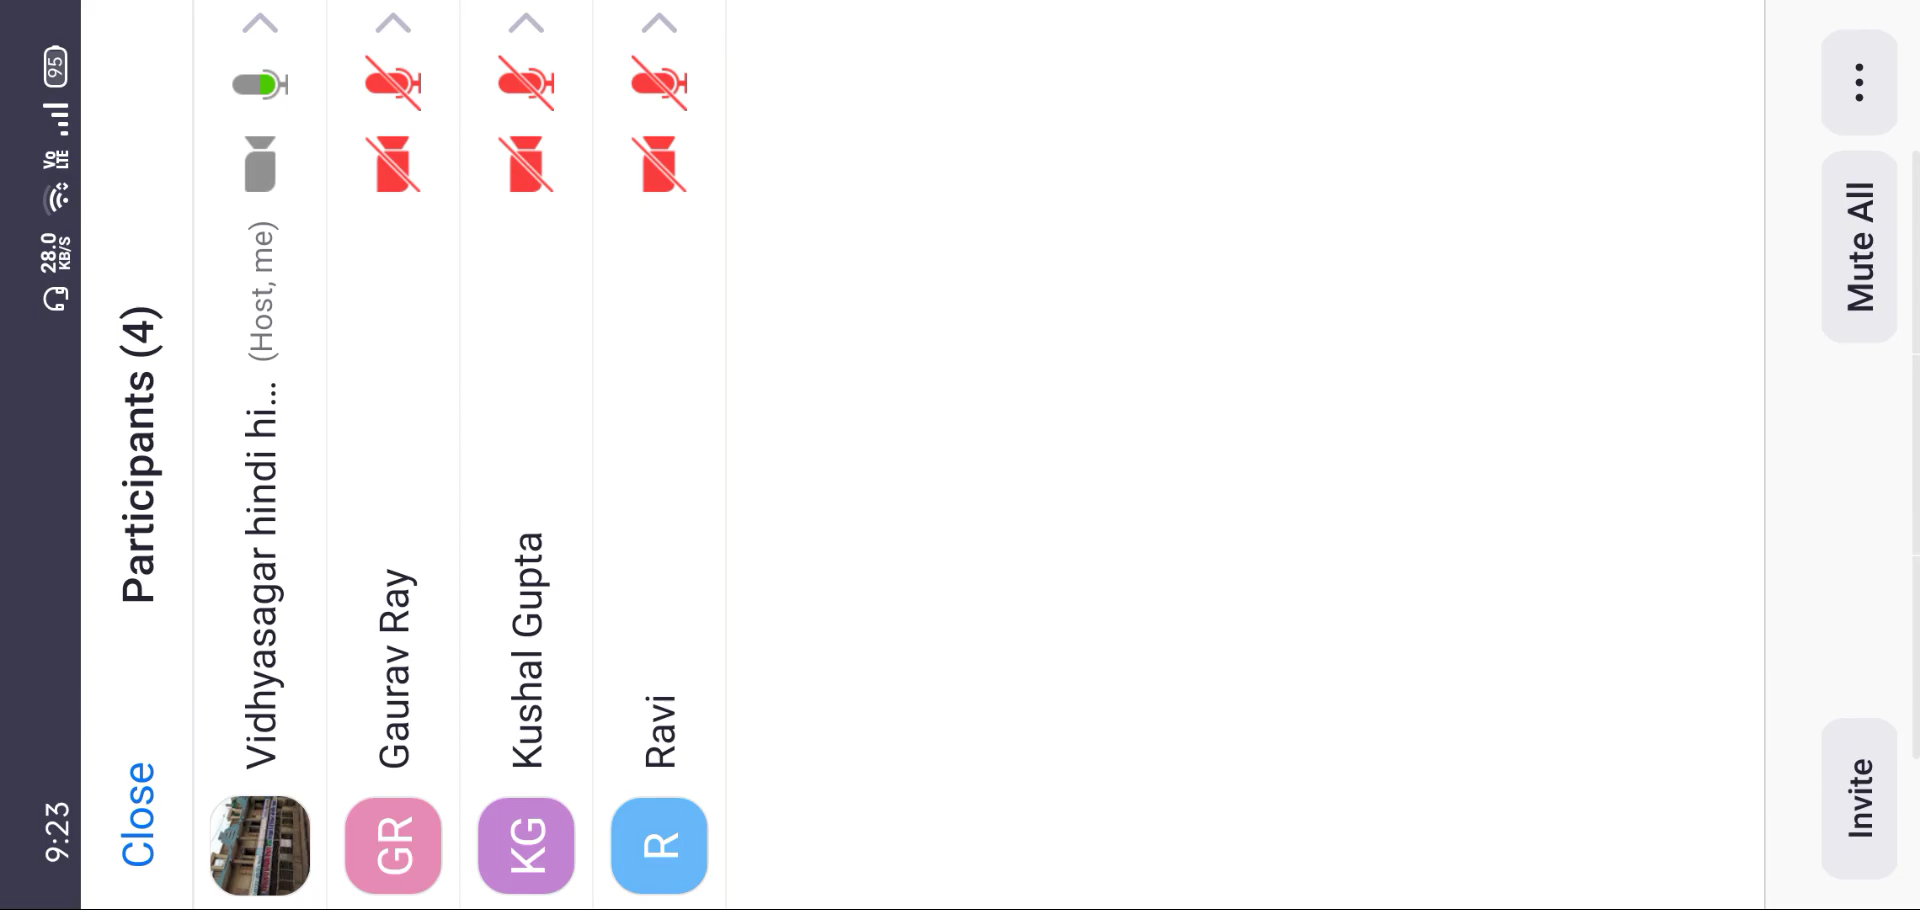 9:23
28.0 KB/S
Vo LTE
95
Close
Participants (4)
Vidhyasagar hindi hi... (Host, me)
GR
Gaurav Ray
KG
Kushal Gupta
R
Ravi
Invite
Mute All
...